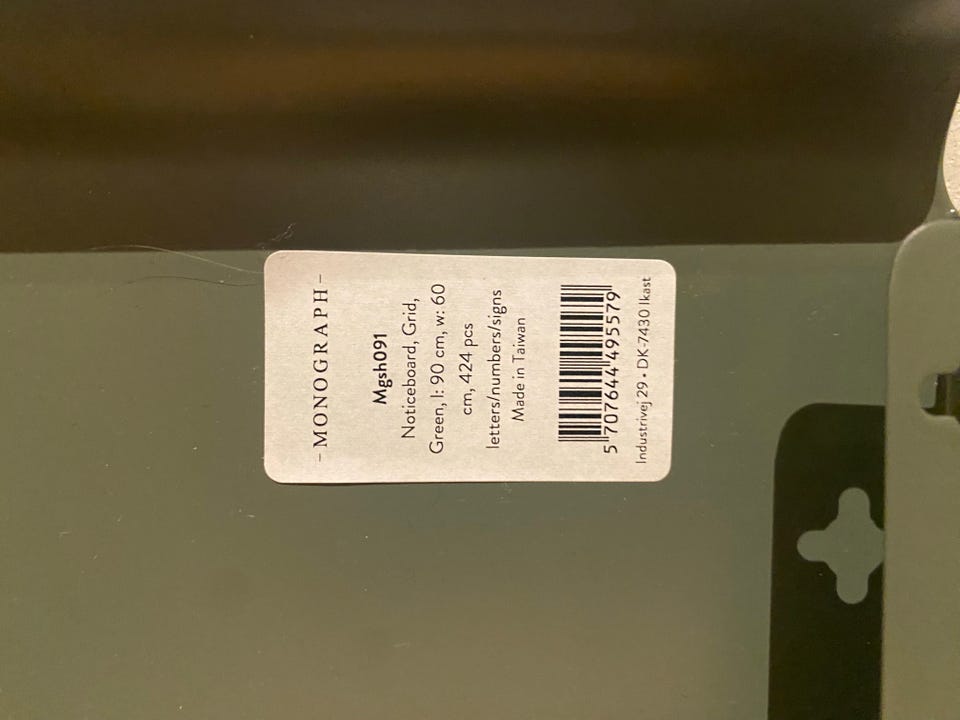 - MONOGRAPH -
Mgsh091
Noticeboard, Grid,
Green, l: 90 cm, w: 60
cm, 424 pcs
letters/numbers/signs
Made in Taiwan
5 707644 495579
Industrivej 29 • DK-7430 Ikast